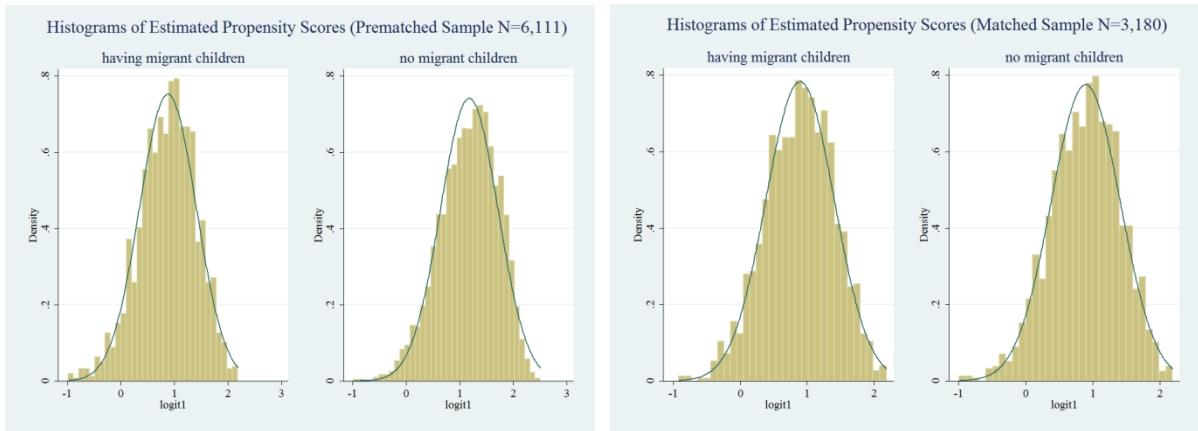 Histograms of Estimated Propensity Scores (Prematched Sample N=6,111)
having migrant children
no migrant children
Density
0 .2 .4 .6 .8
-1 0 1 2 3
logit1
Density
0 .2 .4 .6 .8
-1 0 1 2 3
logit1
Histograms of Estimated Propensity Scores (Matched Sample N=3,180)
having migrant children
no migrant children
Density
0 .2 .4 .6 .8
-1 0 1 2
logit1
Density
0 .2 .4 .6 .8
-1 0 1 2
logit1